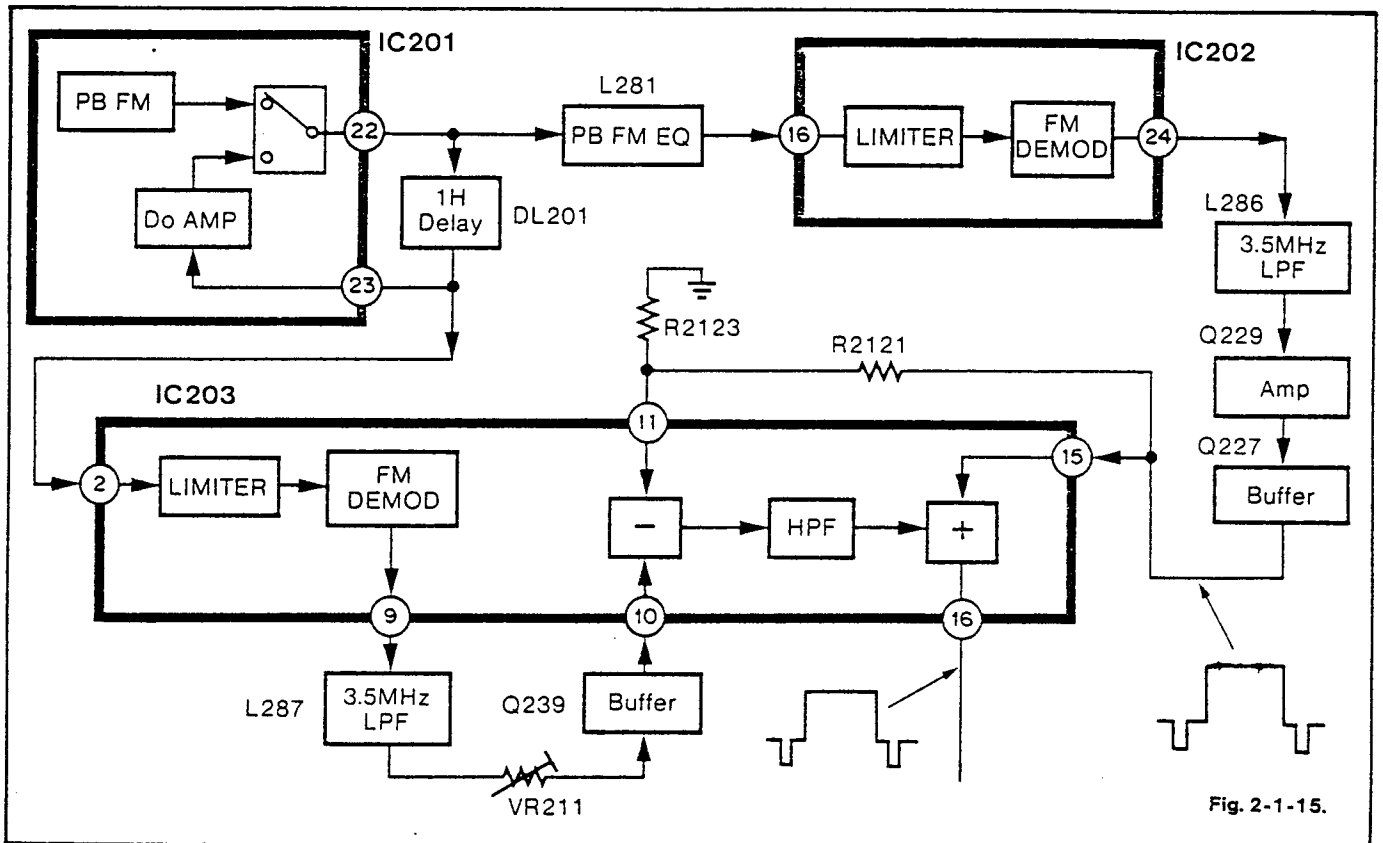 IC201
PB FM
22
Do AMP
23
1H
Delay
DL201
L281
PB FM EQ
IC202
16
LIMITER
FM
DEMOD
24
L286
3.5MHz
LPF
Q229
Amp
Q227
Buffer
R2123
R2121
IC203
11
15
2
LIMITER
FM
DEMOD
−
HPF
+
9
10
16
L287
3.5MHz
LPF
VR211
Q239
Buffer
Fig. 2-1-15.